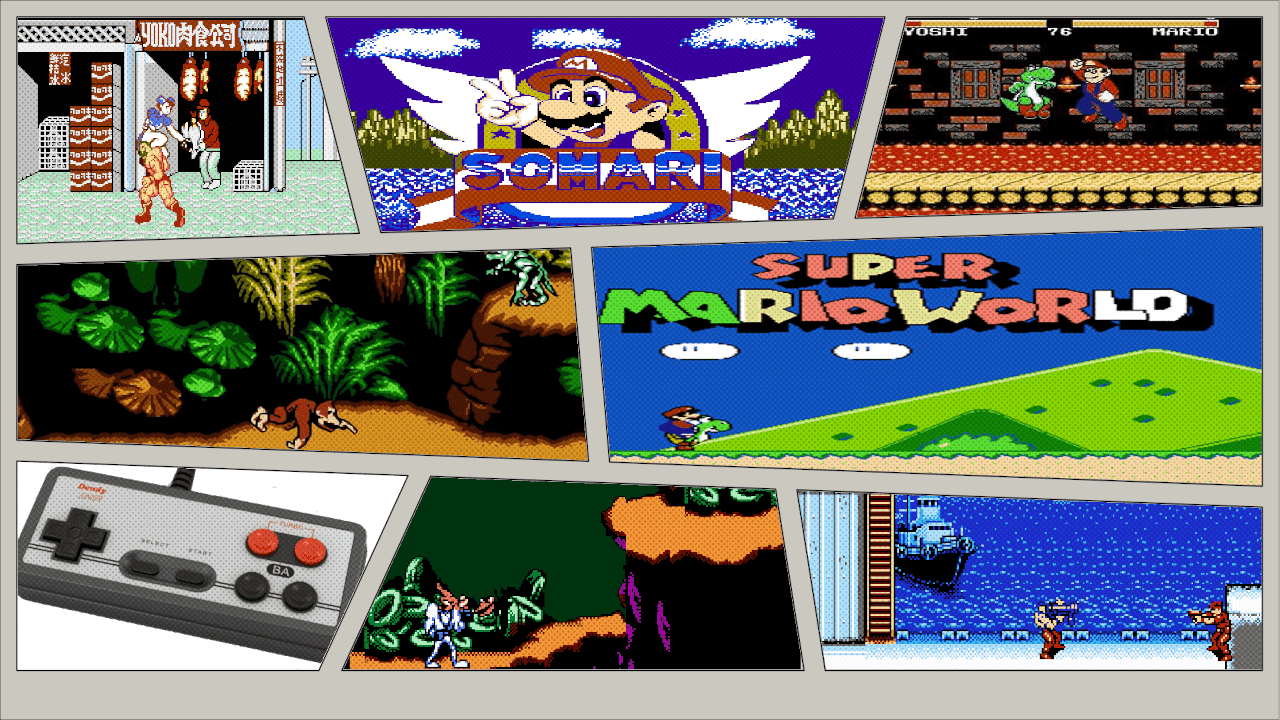 YOKO肉食公司
SOMARI
YOSHI 76 MARIO
SUPER
MARIO WORLD
Dendy
TURBO
SELECT START
BA